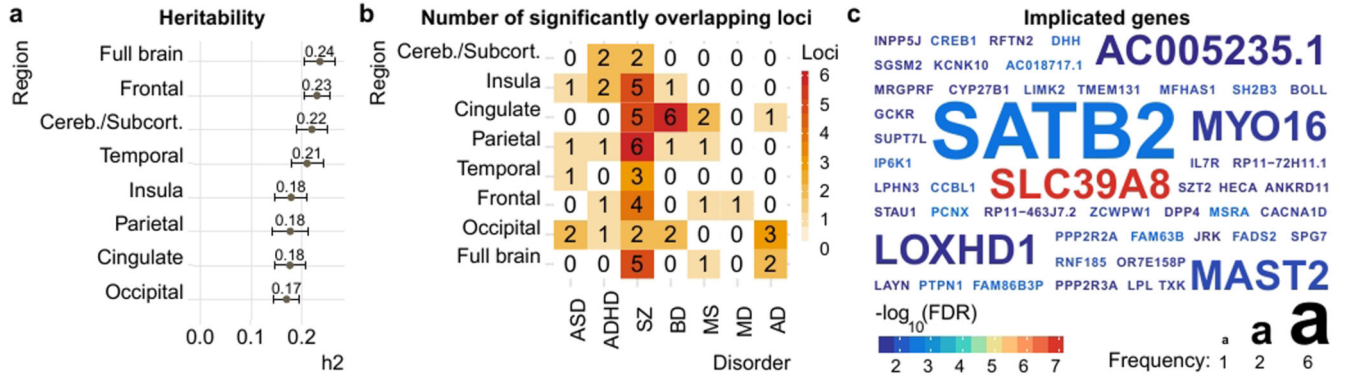 a
Heritability
Region
Full brain
0.24
Frontal
0.23
Cereb./Subcort.
0.22
Temporal
0.21
Insula
0.18
Parietal
0.18
Cingulate
0.18
Occipital
0.17
0.0 0.1 0.2
h2
b
Number of significantly overlapping loci
Region
Cereb./Subcort. 0 2 2 0 0 0 0
Insula 1 2 5 1 0 0 0
Cingulate 0 0 5 6 2 0 1
Parietal 1 1 6 1 1 0 0
Temporal 1 0 3 0 0 0 0
Frontal 0 1 4 0 1 1 0
Occipital 2 1 2 2 0 0 3
Full brain 0 0 5 0 1 0 2
ASD ADHD SZ BD MS MD AD
Disorder
Loci
6
5
4
3
2
1
0
c
Implicated genes
INPP5J CREB1 RFTN2 DHH
AC005235.1
SGSM2 KCNK10 AC018717.1
MRGPRF CYP27B1 LIMK2 TMEM131 MFHAS1 SH2B3 BOLL
GCKR
SATB2
MYO16
SUPT7L
IP6K1
IL7R RP11−72H11.1
LPHN3 CCBL1
SLC39A8
SZT2 HECA ANKRD11
STAU1 PCNX RP11−463J7.2 ZCWPW1 DPP4 MSRA CACNA1D
LOXHD1
PPP2R2A FAM63B JRK FADS2 SPG7
RNF185 OR7E158P
MAST2
LAYN PTPN1 FAM86B3P PPP2R3A LPL TXK
-log10(FDR)
2 3 4 5 6 7
a a a
Frequency: 1 2 6